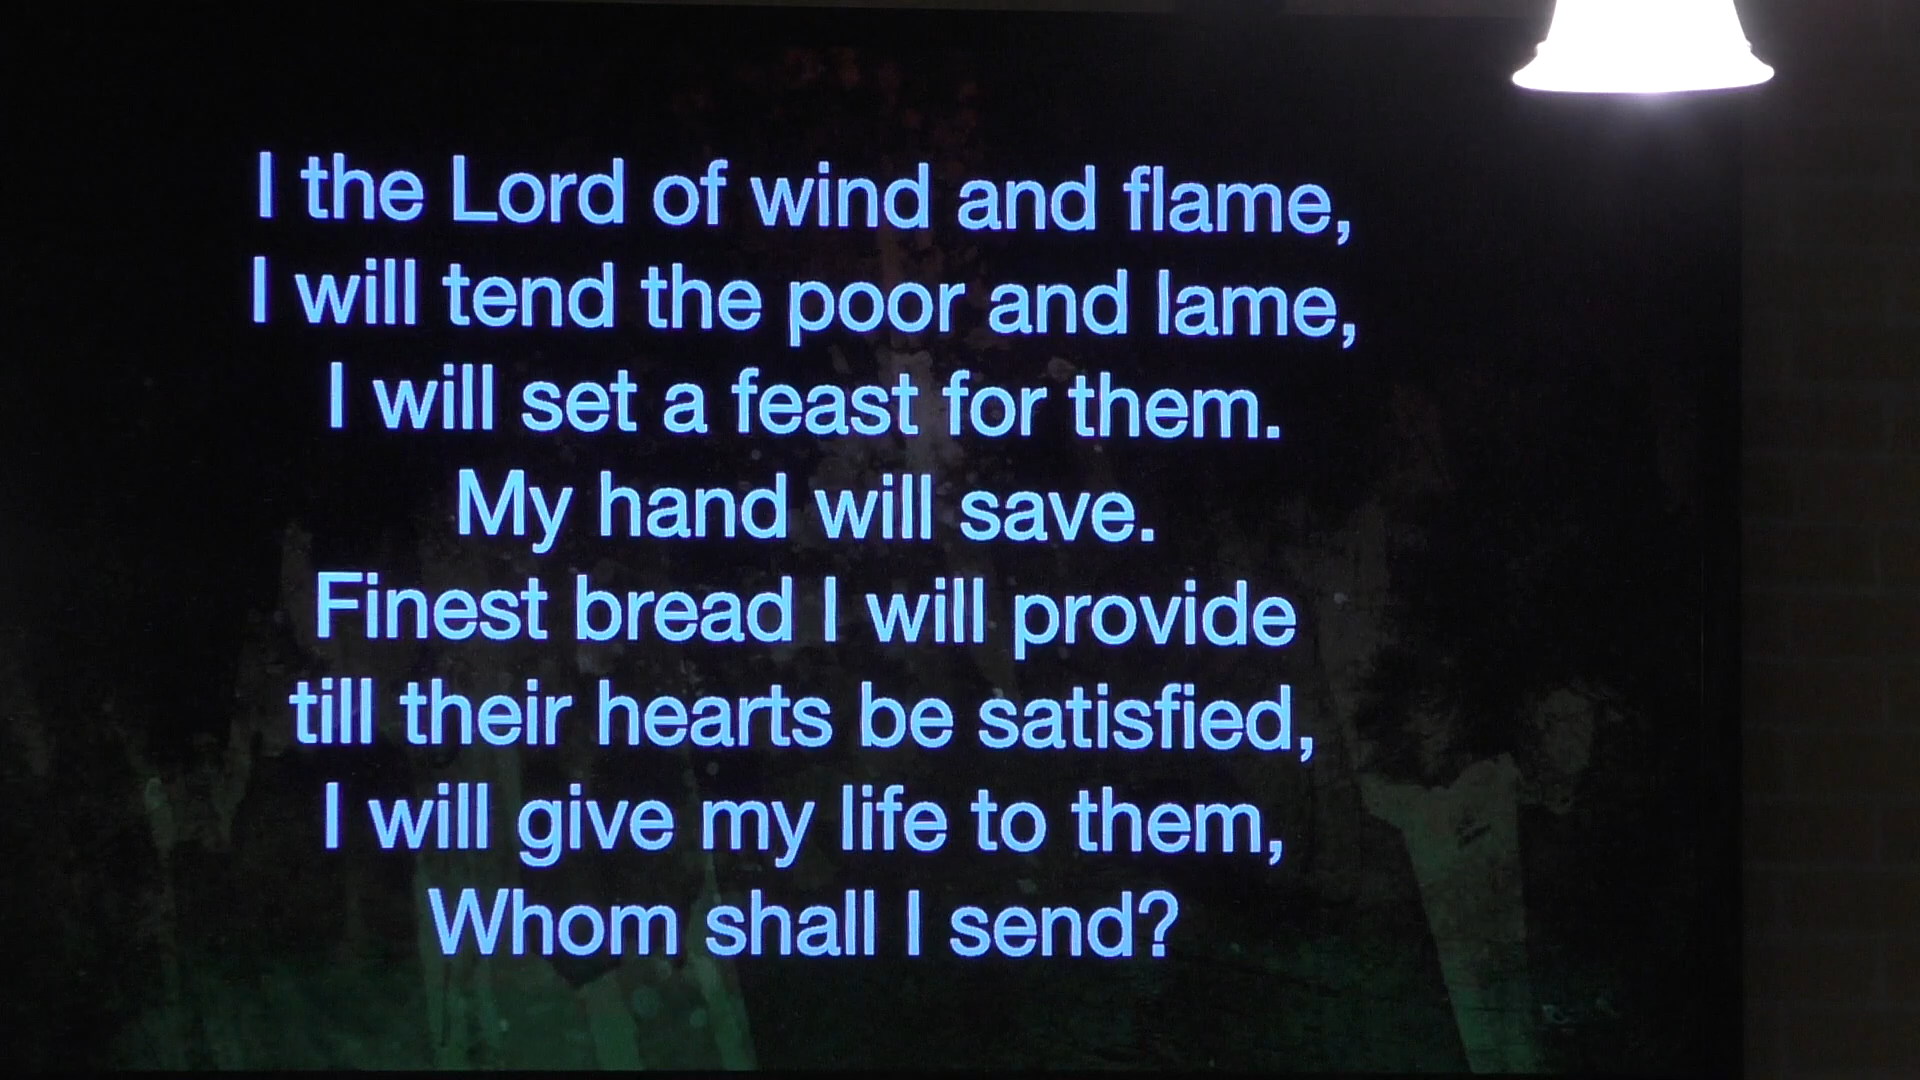 I the Lord of wind and flame,
I will tend the poor and lame,
I will set a feast for them.
My hand will save.
Finest bread I will provide
till their hearts be satisfied,
I will give my life to them,
Whom shall I send?